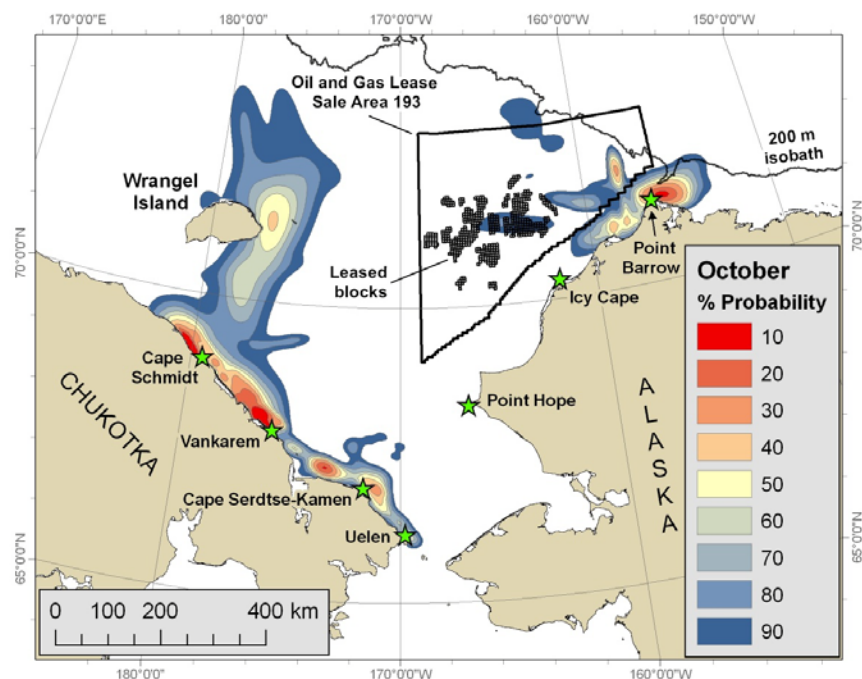 170°0'0"E
180°0'0"
170°0'0"W
160°0'0"W
150°0'0"W
Oil and Gas Lease
Sale Area 193
200 m
isobath
Wrangel
Island
70°0'0"N
70°0'0"N
Leased
blocks
Point
Barrow
Icy Cape
Cape
Schmidt
CHUKOTKA
Vankarem
Point Hope
ALASKA
Cape Serdtse-Kamen
Uelen
65°0'0"N
65°0'0"N
October
% Probability
10
20
30
40
50
60
70
80
90
0 100 200 400 km
180°0'0"
170°0'0"W
160°0'0"W